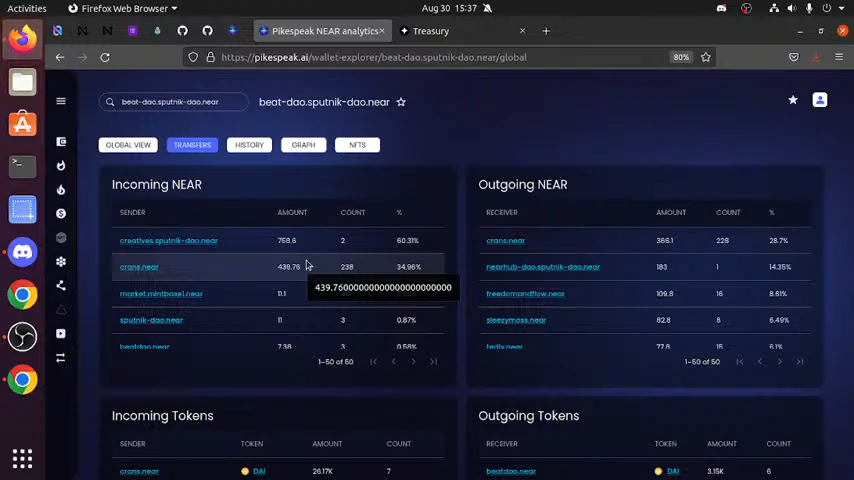 Activities Firefox Web Browser Aug 30 15:37
Pikespeak NEAR analytics Treasury
https://pikespeak.ai/wallet-explorer/beat-dao.sputnik-dao.near/global 80%
beat-dao.sputnik-dao.near beat-dao.sputnik-dao.near
GLOBAL VIEW TRANSFERS HISTORY GRAPH NFTS
Incoming NEAR
SENDER AMOUNT COUNT %
creatives.sputnik-dao.near 758.6 2 60.31%
crans.near 439.76 238 34.96%
439.760000000000000000000000
market.mintbase1.near 11.1
sputnik-dao.near 11 3 0.87%
beatdao.near 7.38 3 0.58%
1–50 of 50
Outgoing NEAR
RECEIVER AMOUNT COUNT %
crans.near 366.1 228 28.7%
nearhub-dao.sputnik-dao.near 183 1 14.35%
freedomandflow.near 109.8 16 8.61%
sleezymoss.near 82.8 8 6.49%
tedly.near 77.8 15 6.1%
1–50 of 50
Incoming Tokens
SENDER TOKEN AMOUNT COUNT
crans.near DAI 26.17K 7
Outgoing Tokens
RECEIVER TOKEN AMOUNT COUNT
beatdao.near DAI 3.15K 6